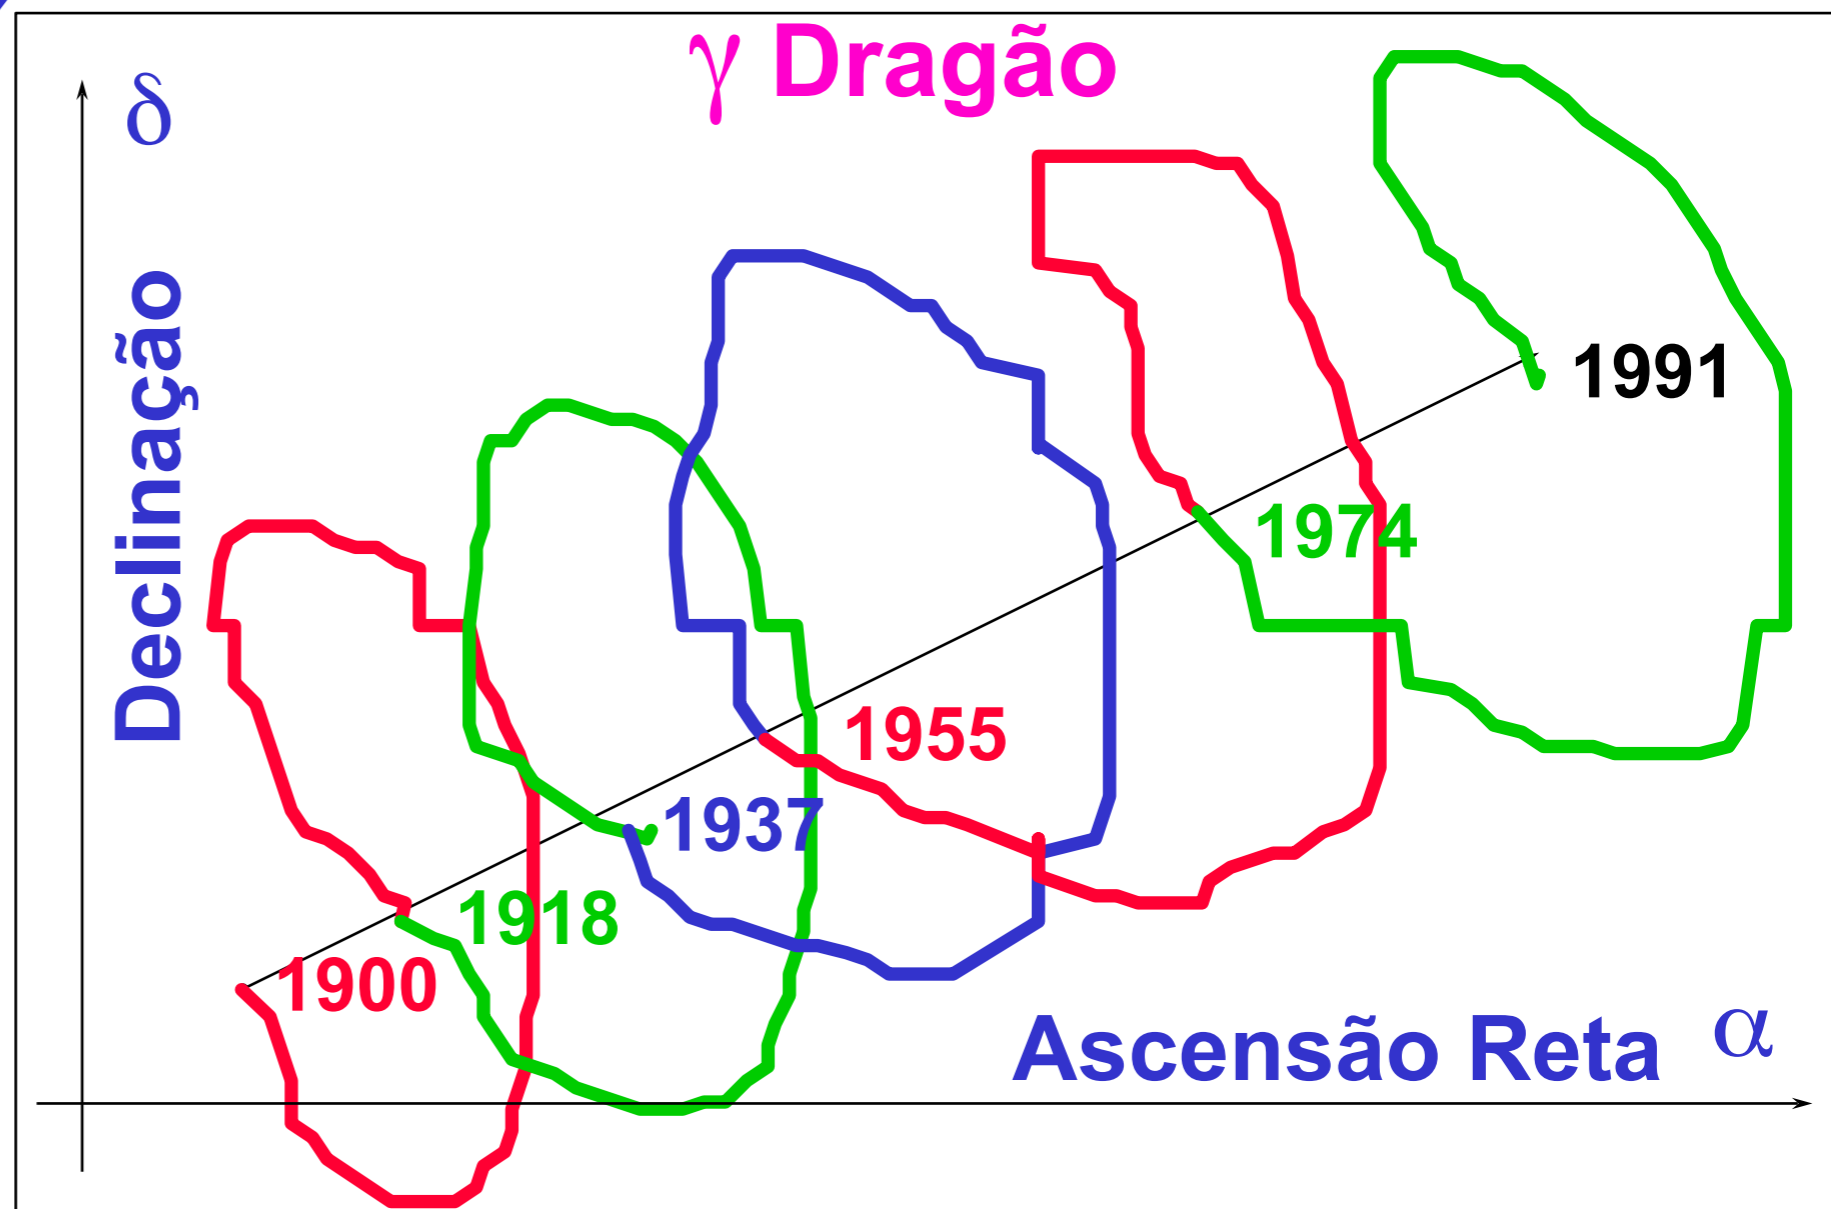 γ Dragão
δ
Declinação
1991
1974
1955
1937
1918
1900
Ascensão Reta α